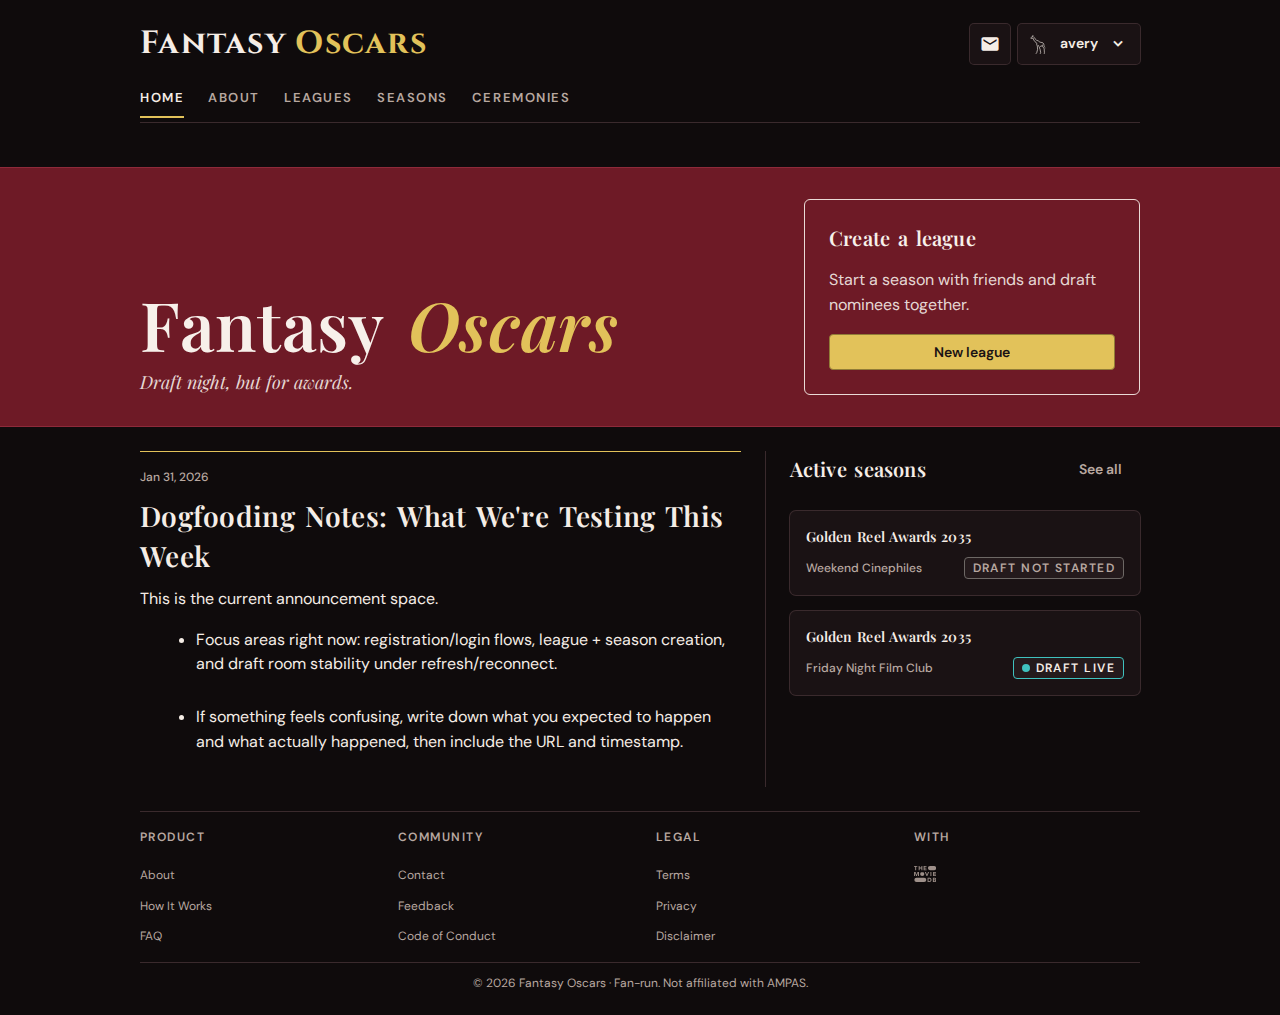 Fantasy Oscars
avery
HOME ABOUT LEAGUES SEASONS CEREMONIES
Fantasy Oscars
Draft night, but for awards.
Create a league
Start a season with friends and draft
nominees together.
New league
Jan 31, 2026
Dogfooding Notes: What We're Testing This
Week
This is the current announcement space.
• Focus areas right now: registration/login flows, league + season creation,
and draft room stability under refresh/reconnect.
• If something feels confusing, write down what you expected to happen
and what actually happened, then include the URL and timestamp.
Active seasons
See all
Golden Reel Awards 2035
Weekend Cinephiles DRAFT NOT STARTED
Golden Reel Awards 2035
Friday Night Film Club DRAFT LIVE
PRODUCT
About
How It Works
FAQ
COMMUNITY
Contact
Feedback
Code of Conduct
LEGAL
Terms
Privacy
Disclaimer
WITH
THE
MOVIE
DB
© 2026 Fantasy Oscars · Fan-run. Not affiliated with AMPAS.